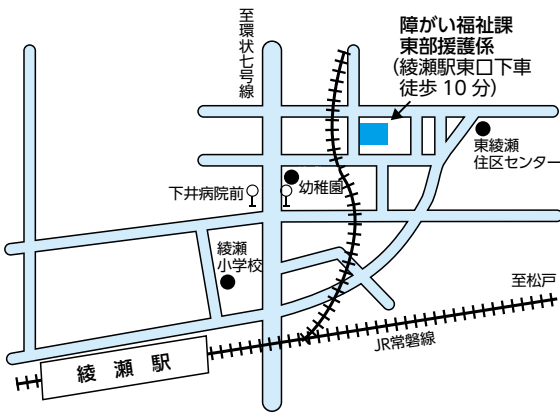 至環状七号線
障がい福祉課
東部援護係
(綾瀬駅東口下車
徒歩 10 分)
東綾瀬
住区センター
幼稚園
下井病院前
綾瀬
小学校
至松戸
JR常磐線
綾瀬駅